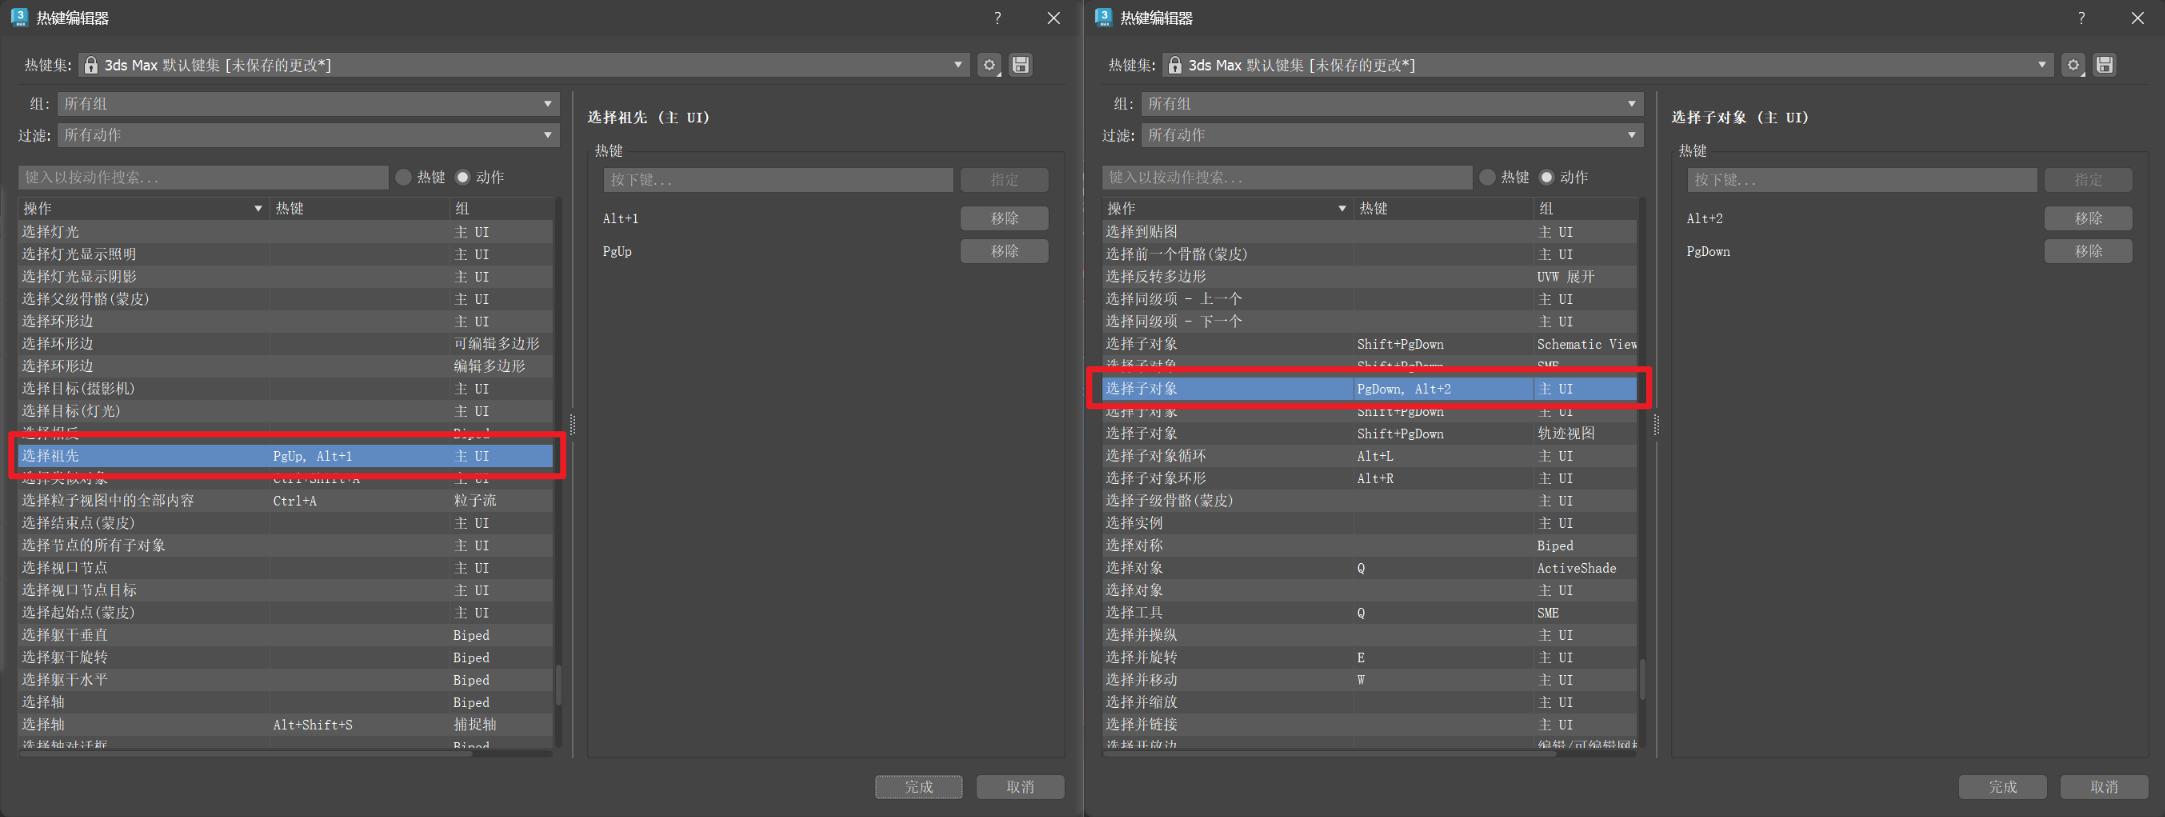 热键编辑器
?
热键集:
3ds Max 默认键集 [未保存的更改*]
组:
所有组
过滤:
所有动作
键入以按动作搜索...
热键
动作
操作 热键 组
选择灯光 主 UI
选择灯光显示照明 主 UI
选择灯光显示阴影 主 UI
选择父级骨骼(蒙皮) 主 UI
选择环形边 主 UI
选择环形边 可编辑多边形
选择环形边 编辑多边形
选择目标(摄影机) 主 UI
选择目标(灯光) 主 UI
选择相反 Biped
选择祖先 PgUp, Alt+1 主 UI
选择类似对象 Ctrl+Shift+A 主 UI
选择粒子视图中的全部内容 Ctrl+A 粒子流
选择结束点(蒙皮) 主 UI
选择节点的所有子对象 主 UI
选择视口节点 主 UI
选择视口节点目标 主 UI
选择起始点(蒙皮) 主 UI
选择躯干垂直 Biped
选择躯干旋转 Biped
选择躯干水平 Biped
选择轴 Biped
选择轴 Alt+Shift+S 捕捉轴
选择轴对话框 Biped
选择祖先 (主 UI)
热键
按下键...
指定
Alt+1
移除
PgUp
移除
完成
取消
热键编辑器
?
热键集:
3ds Max 默认键集 [未保存的更改*]
组:
所有组
过滤:
所有动作
键入以按动作搜索...
热键
动作
操作 热键 组
选择到贴图 主 UI
选择前一个骨骼(蒙皮) 主 UI
选择反转多边形 UVW 展开
选择同级项 - 上一个 主 UI
选择同级项 - 下一个 主 UI
选择子对象 Shift+PgDown Schematic View
选择子对象 Shift+PgDown SME
选择子对象 PgDown, Alt+2 主 UI
选择子对象 Shift+PgDown 主 UI
选择子对象 Shift+PgDown 轨迹视图
选择子对象循环 Alt+L 主 UI
选择子对象环形 Alt+R 主 UI
选择子级骨骼(蒙皮) 主 UI
选择实例 主 UI
选择对称 Biped
选择对象 Q ActiveShade
选择对象 主 UI
选择工具 Q SME
选择并操纵 主 UI
选择并旋转 E 主 UI
选择并移动 W 主 UI
选择并缩放 主 UI
选择并链接 主 UI
选择开放边 编辑/可编辑网格
选择子对象 (主 UI)
热键
按下键...
指定
Alt+2
移除
PgDown
移除
完成
取消